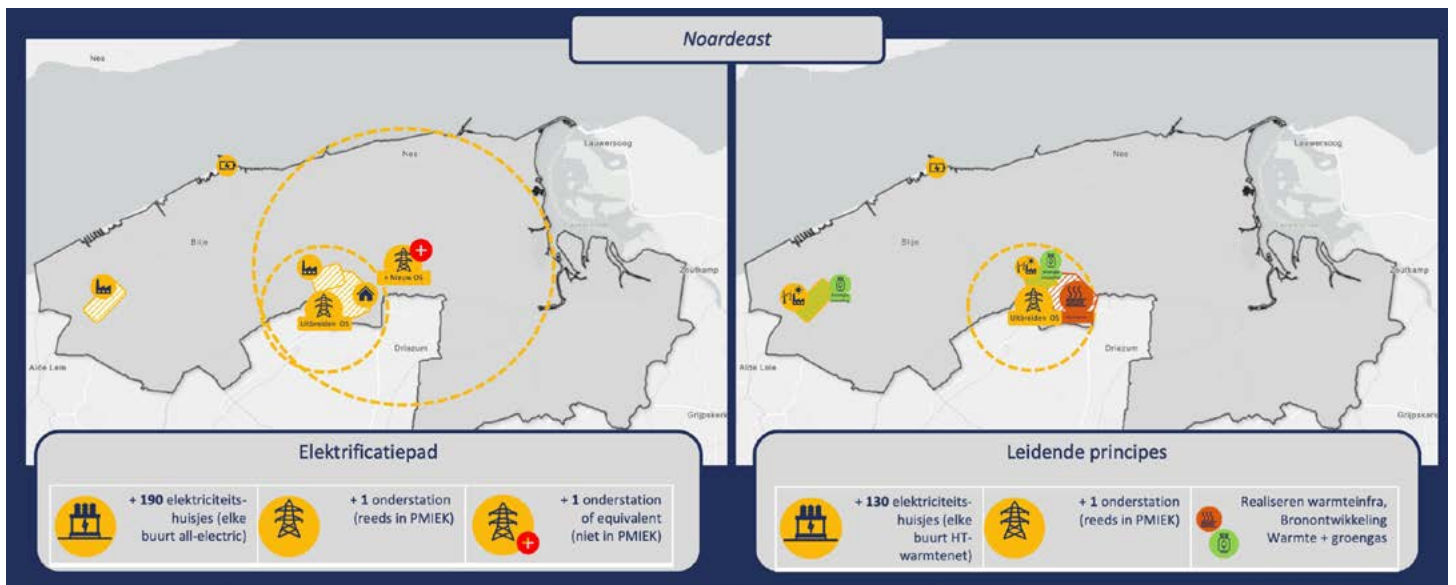 Noardeast
Nes
Nes
Lauwersoog
Blije
+ Nieuw OS
Uitbreiden OS
Zoutkamp
Driezum
Alde Leie
Grijpskerk
Elektrificatiepad
+ 190 elektriciteits-
huisjes (elke
buurt all-electric)
+ 1 onderstation
(reeds in PMIEK)
+ 1 onderstation
of equivalent
(niet in PMIEK)
Nes
Lauwersoog
Blije
Uitbreiden OS
Zoutkamp
Driezum
Alde Leie
Grijpskerk
Leidende principes
+ 130 elektriciteits-
huisjes (elke
buurt HT-
warmtenet)
+ 1 onderstation
(reeds in PMIEK)
Realiseren warmteinfra,
Bronontwikkeling
Warmte + groengas